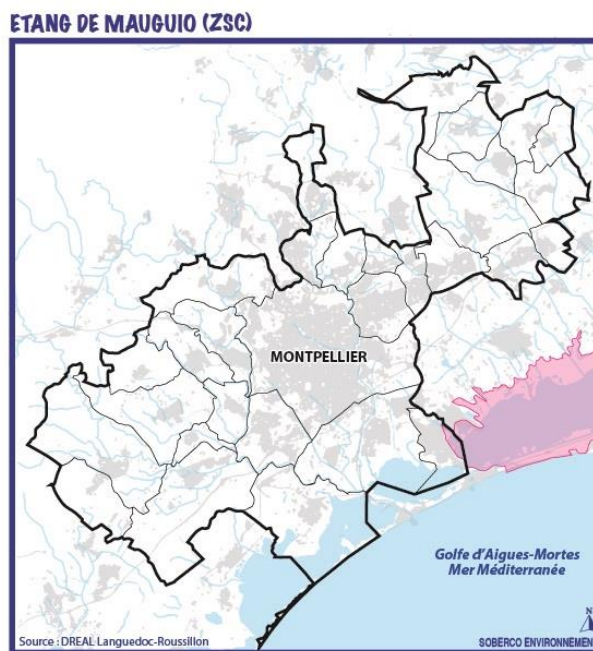 ETANG DE MAUGUIO (ZSC)
MONTPELLIER
Golfe d'Aigues-Mortes
Mer Méditerranée
N
Source : DREAL Languedoc-Roussillon
SOBERCO ENVIRONNEMEN